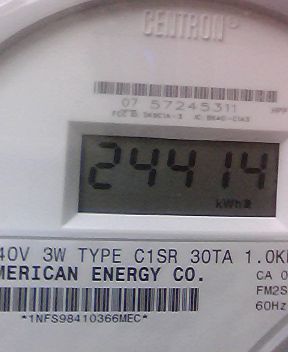 CENTRON®
07 57245311
24414
kWh
40V 3W TYPE C1SR 30TA 1.0K
MERICAN ENERGY CO.
CA 0
FM2S
60Hz
*1NFS98410366MEC*